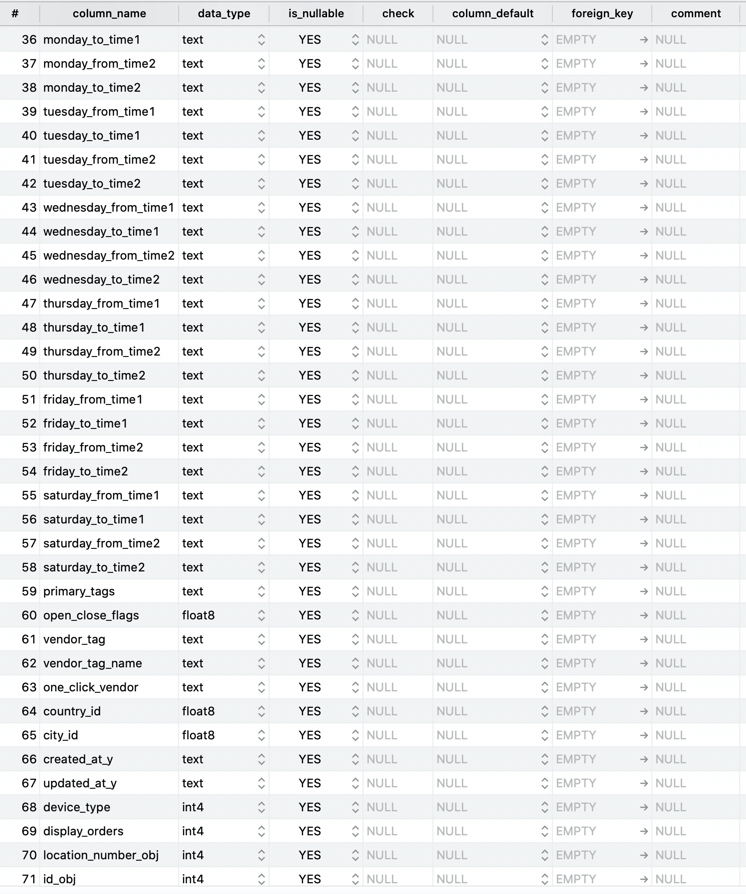 # column_name data_type is_nullable check column_default foreign_key comment
36 monday_to_time1 text YES NULL NULL EMPTY NULL
37 monday_from_time2 text YES NULL NULL EMPTY NULL
38 monday_to_time2 text YES NULL NULL EMPTY NULL
39 tuesday_from_time1 text YES NULL NULL EMPTY NULL
40 tuesday_to_time1 text YES NULL NULL EMPTY NULL
41 tuesday_from_time2 text YES NULL NULL EMPTY NULL
42 tuesday_to_time2 text YES NULL NULL EMPTY NULL
43 wednesday_from_time1 text YES NULL NULL EMPTY NULL
44 wednesday_to_time1 text YES NULL NULL EMPTY NULL
45 wednesday_from_time2 text YES NULL NULL EMPTY NULL
46 wednesday_to_time2 text YES NULL NULL EMPTY NULL
47 thursday_from_time1 text YES NULL NULL EMPTY NULL
48 thursday_to_time1 text YES NULL NULL EMPTY NULL
49 thursday_from_time2 text YES NULL NULL EMPTY NULL
50 thursday_to_time2 text YES NULL NULL EMPTY NULL
51 friday_from_time1 text YES NULL NULL EMPTY NULL
52 friday_to_time1 text YES NULL NULL EMPTY NULL
53 friday_from_time2 text YES NULL NULL EMPTY NULL
54 friday_to_time2 text YES NULL NULL EMPTY NULL
55 saturday_from_time1 text YES NULL NULL EMPTY NULL
56 saturday_to_time1 text YES NULL NULL EMPTY NULL
57 saturday_from_time2 text YES NULL NULL EMPTY NULL
58 saturday_to_time2 text YES NULL NULL EMPTY NULL
59 primary_tags text YES NULL NULL EMPTY NULL
60 open_close_flags float8 YES NULL NULL EMPTY NULL
61 vendor_tag text YES NULL NULL EMPTY NULL
62 vendor_tag_name text YES NULL NULL EMPTY NULL
63 one_click_vendor text YES NULL NULL EMPTY NULL
64 country_id float8 YES NULL NULL EMPTY NULL
65 city_id float8 YES NULL NULL EMPTY NULL
66 created_at_y text YES NULL NULL EMPTY NULL
67 updated_at_y text YES NULL NULL EMPTY NULL
68 device_type int4 YES NULL NULL EMPTY NULL
69 display_orders int4 YES NULL NULL EMPTY NULL
70 location_number_obj int4 YES NULL NULL EMPTY NULL
71 id_obj int4 YES NULL NULL EMPTY NULL